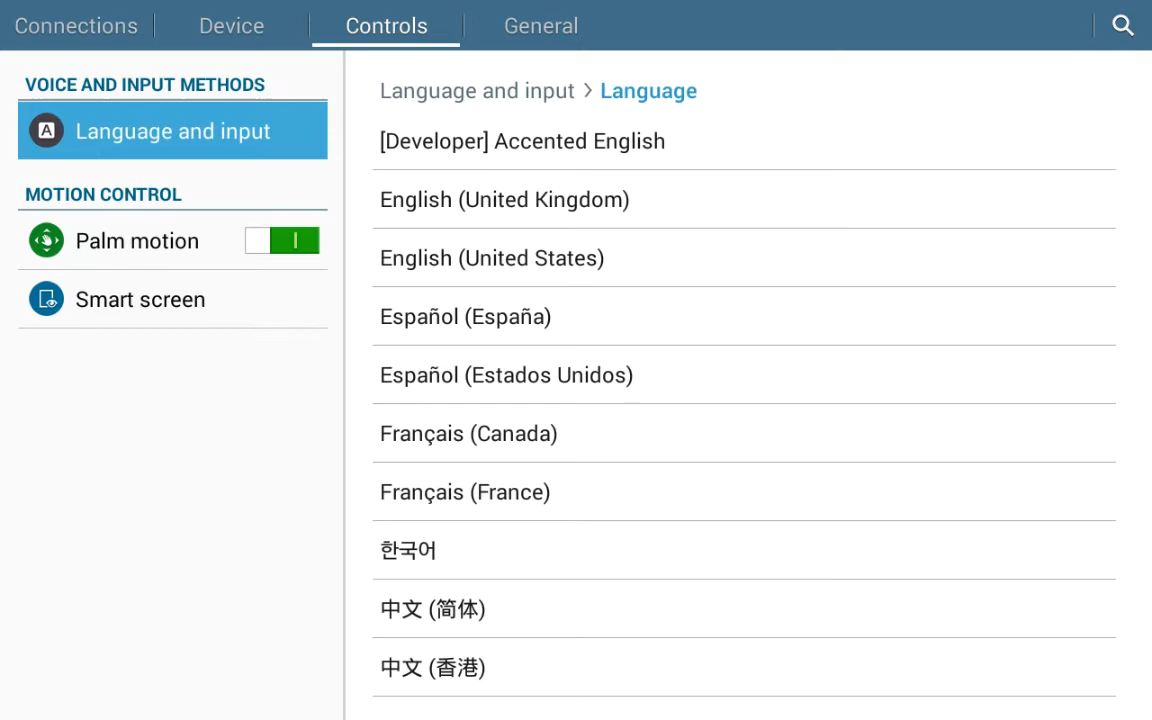 Connections
Device
Controls
General
VOICE AND INPUT METHODS
A Language and input
MOTION CONTROL
Palm motion
Smart screen
Language and input > Language
[Developer] Accented English
English (United Kingdom)
English (United States)
Español (España)
Español (Estados Unidos)
Français (Canada)
Français (France)
한국어
中文 (简体)
中文 (香港)